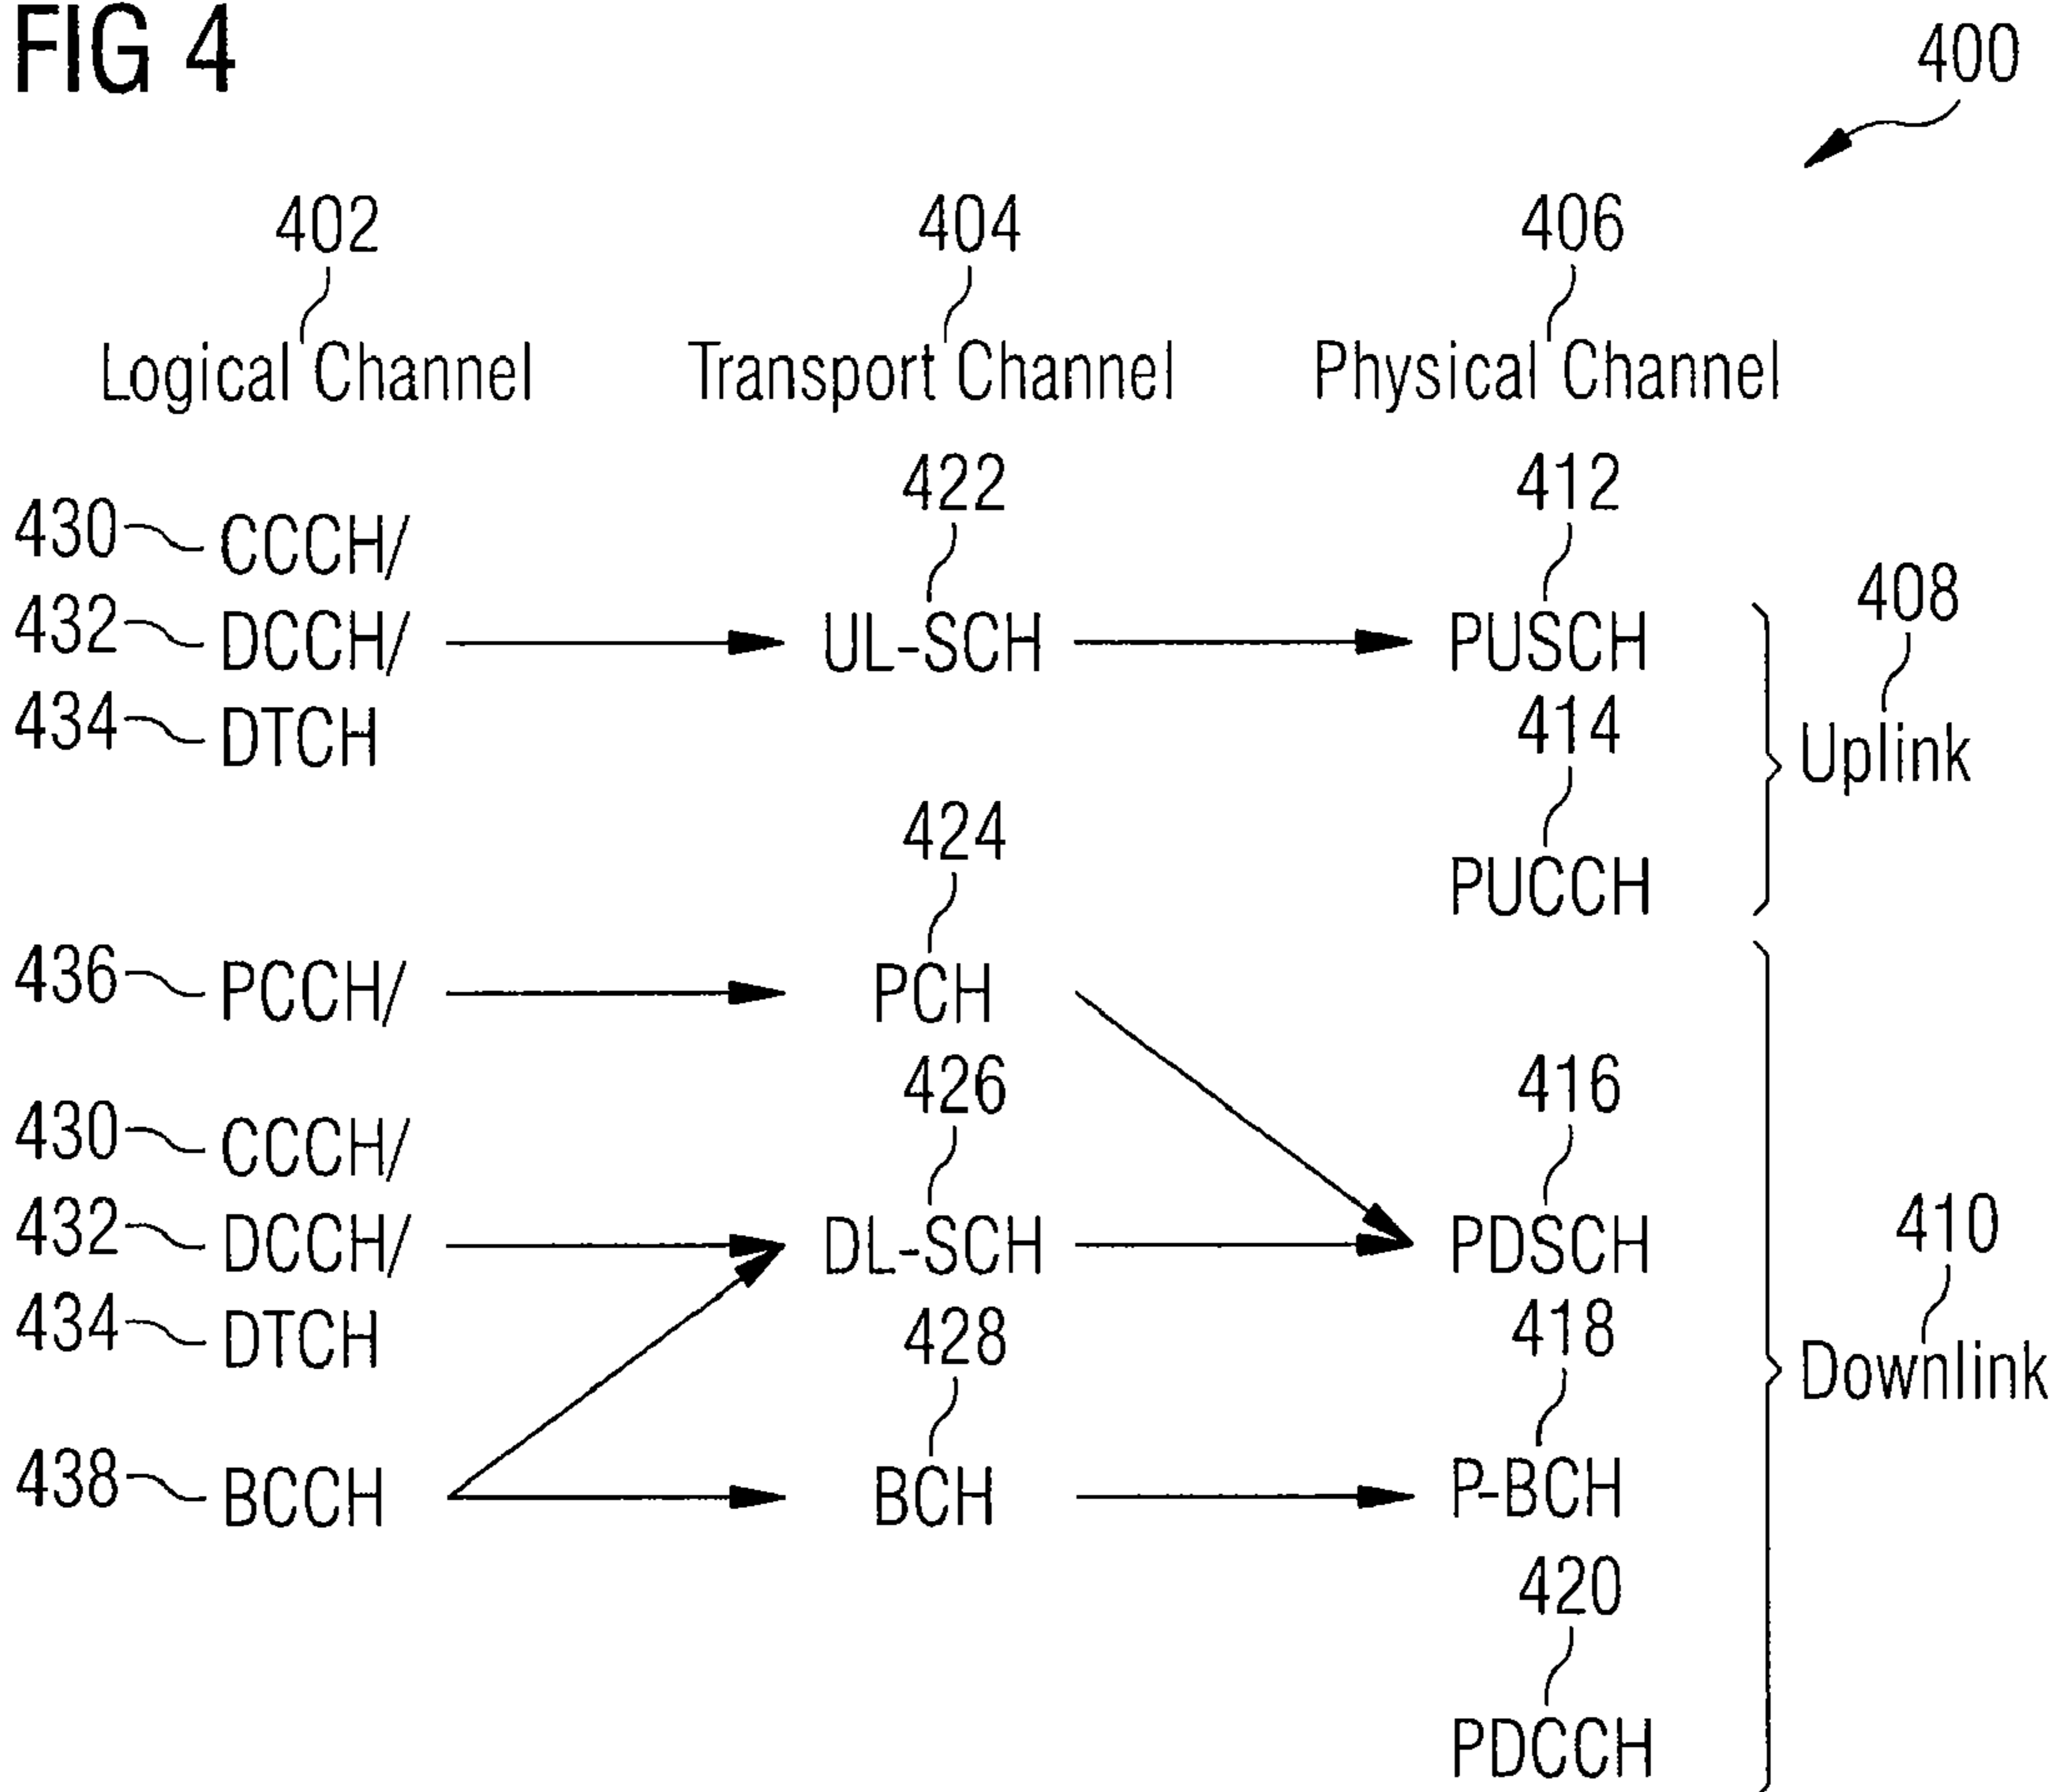 FIG 4
400
402 404 406
Logical Channel Transport Channel Physical Channel
422 412
430 CCCH/
408
432 DCCH/ UL-SCH PUSCH
434 DTCH 414 Uplink
424
PUCCH
436 PCCH/ PCH
426 416
430 CCCH/
432 DCCH/ DL-SCH PDSCH 410
434 DTCH 428 418
Downlink
438 BCCH BCH P-BCH
420
PDCCH